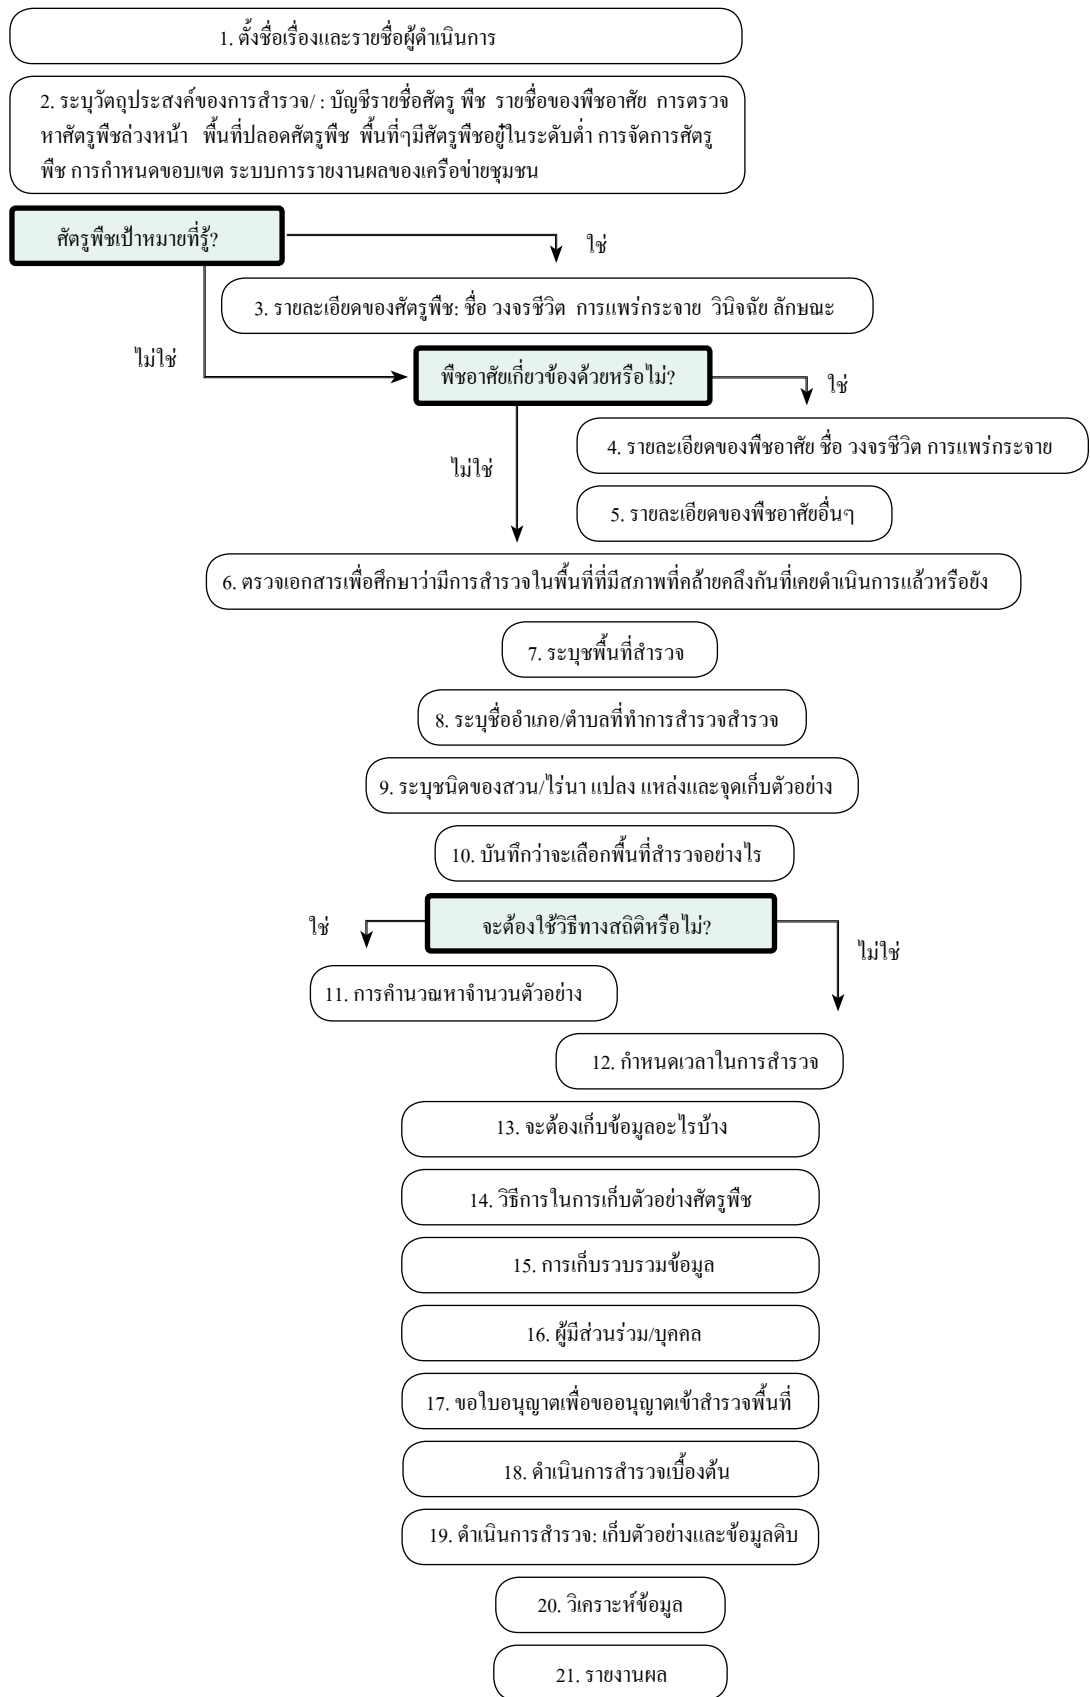 1. ตั้งชื่อเรื่องและรายชื่อผู้ดำเนินการ
2. ระบุวัตถุประสงค์ของการสำรวจ/ : บัญชีรายชื่อศัตรู พืช รายชื่อของพืชอาศัย การตรวจ
หาศัตรูพืชล่วงหน้า พื้นที่ปลอดศัตรูพืช พื้นที่ๆมีศัตรูพืชอยู่ในระดับต่ำ การจัดการศัตรู
พืช การกำหนดขอบเขต ระบบการรายงานผลของเครือข่ายชุมชน
ศัตรูพืชเป้าหมายที่รู้?
ใช่
3. รายละเอียดของศัตรูพืช: ชื่อ วงจรชีวิต การแพร่กระจาย วินิจฉัย ลักษณะ
ไม่ใช่
พืชอาศัยเกี่ยวข้องด้วยหรือไม่?
ใช่
4. รายละเอียดของพืชอาศัย ชื่อ วงจรชีวิต การแพร่กระจาย
ไม่ใช่
5. รายละเอียดของพืชอาศัยอื่นๆ
6. ตรวจเอกสารเพื่อศึกษาว่ามีการสำรวจในพื้นที่ที่มีสภาพที่คล้ายคลึงกันที่เคยดำเนินการแล้วหรือยัง
7. ระบุชพื้นที่สำรวจ
8. ระบุชื่ออำเภอ/ตำบลที่ทำการสำรวจสำรวจ
9. ระบุชนิดของสวน/ไร่นา แปลง แหล่งและจุดเก็บตัวอย่าง
10. บันทึกว่าจะเลือกพื้นที่สำรวจอย่างไร
ใช่
จะต้องใช้วิธีทางสถิติหรือไม่?
ไม่ใช่
11. การคำนวณหาจำนวนตัวอย่าง
12. กำหนดเวลาในการสำรวจ
13. จะต้องเก็บข้อมูลอะไรบ้าง
14. วิธีการในการเก็บตัวอย่างศัตรูพืช
15. การเก็บรวบรวมข้อมูล
16. ผู้มีส่วนร่วม/บุคคล
17. ขอใบอนุญาตเพื่อขออนุญาตเข้าสำรวจพื้นที่
18. ดำเนินการสำรวจเบื้องต้น
19. ดำเนินการสำรวจ: เก็บตัวอย่างและข้อมูลดิบ
20. วิเคราะห์ข้อมูล
21. รายงานผล